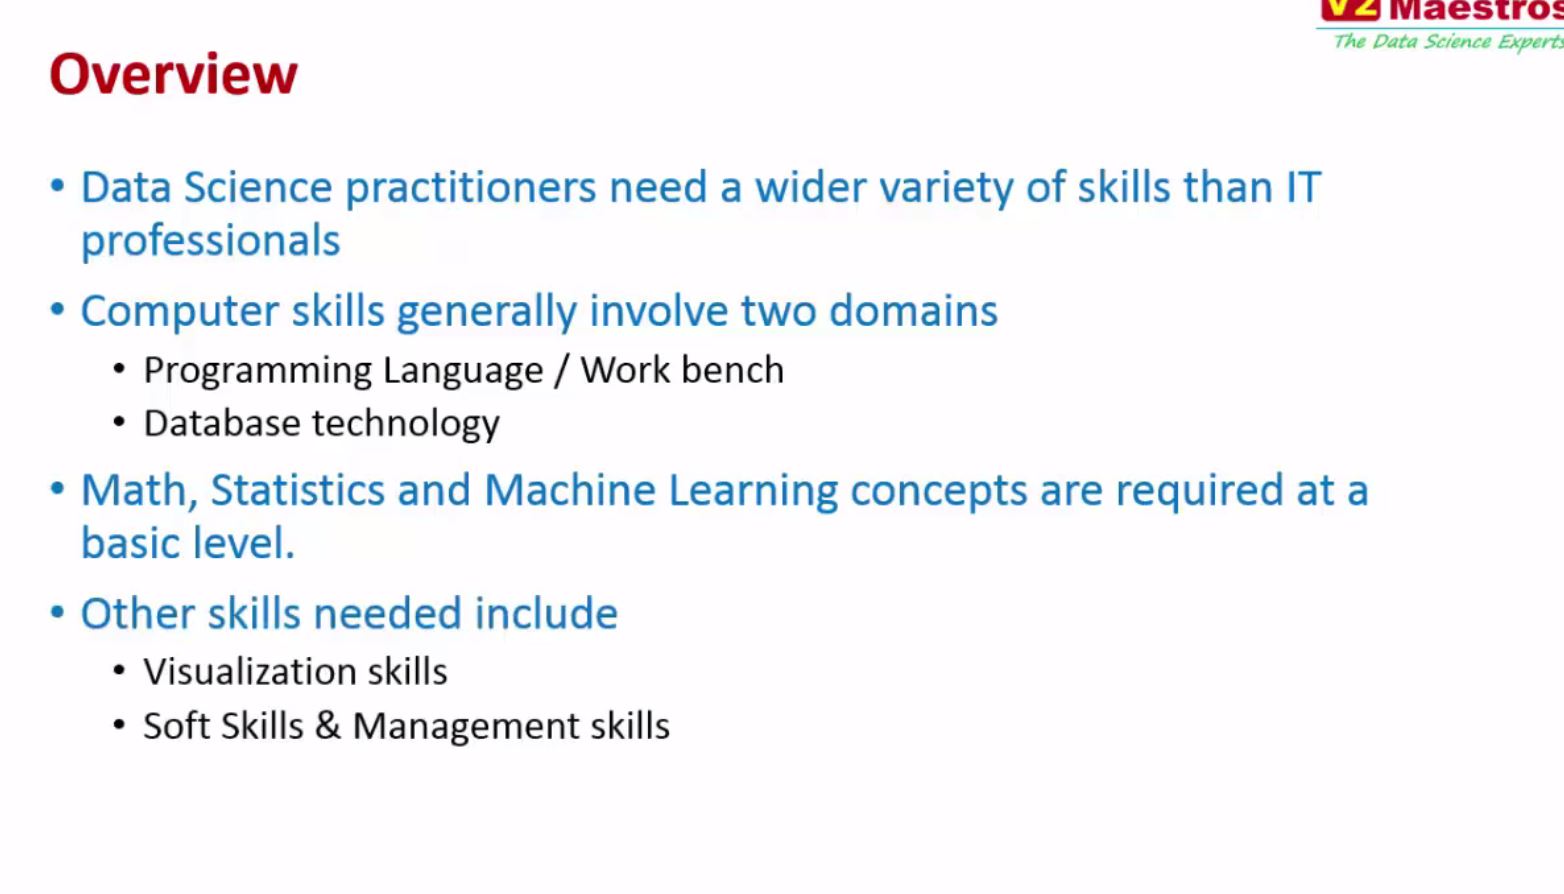 V2 Maestros
The Data Science Experts
Overview
• Data Science practitioners need a wider variety of skills than IT
professionals
• Computer skills generally involve two domains
• Programming Language / Work bench
• Database technology
• Math, Statistics and Machine Learning concepts are required at a
basic level.
• Other skills needed include
• Visualization skills
• Soft Skills & Management skills